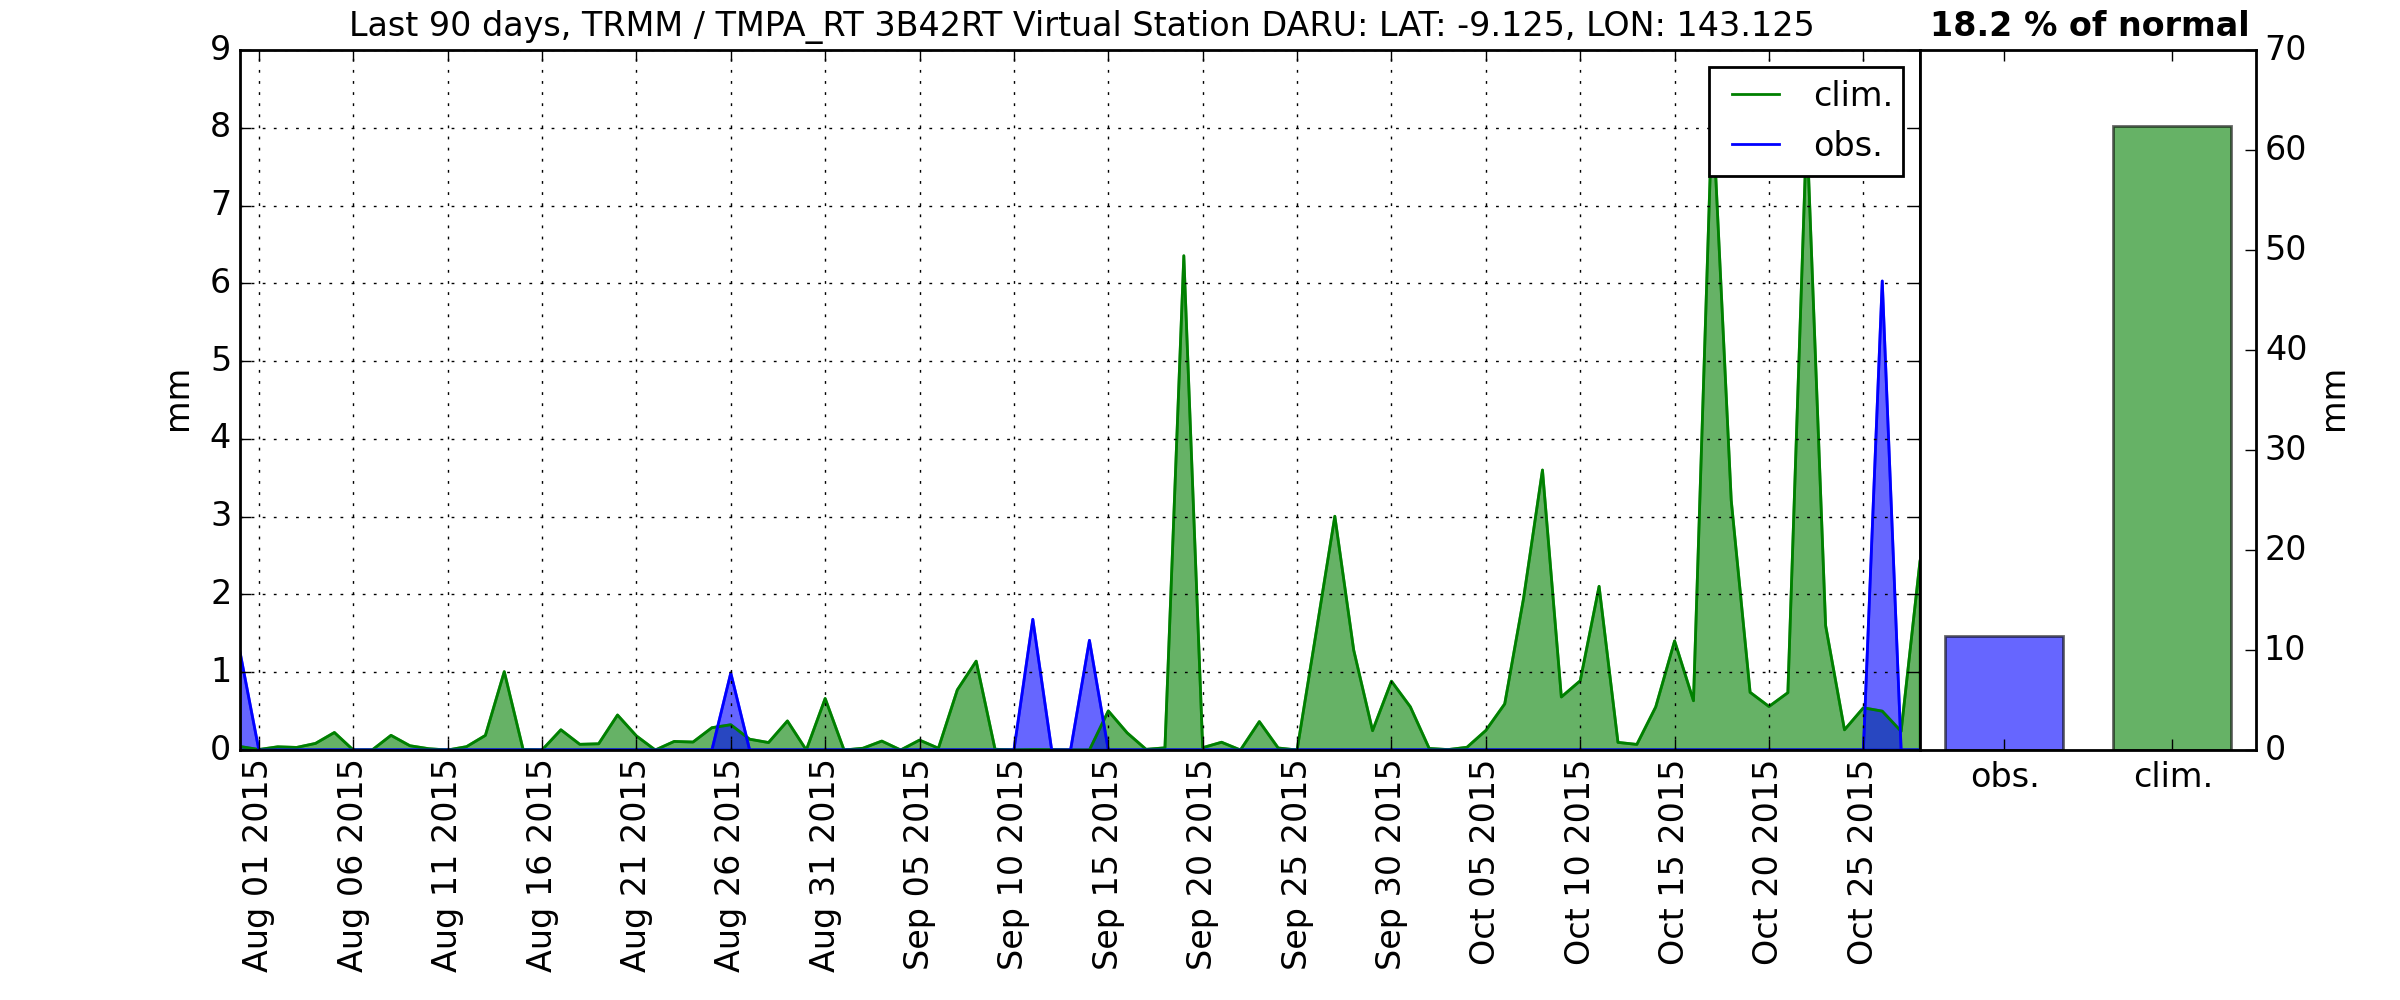 Last 90 days, TRMM / TMPA_RT 3B42RT Virtual Station DARU: LAT: -9.125, LON: 143.125
18.2 % of normal
9
8
7
6
5
4
3
2
1
0
mm
clim.
obs.
70
60
50
40
30
20
10
0
mm
Aug 01 2015
Aug 06 2015
Aug 11 2015
Aug 16 2015
Aug 21 2015
Aug 26 2015
Aug 31 2015
Sep 05 2015
Sep 10 2015
Sep 15 2015
Sep 20 2015
Sep 25 2015
Sep 30 2015
Oct 05 2015
Oct 10 2015
Oct 15 2015
Oct 20 2015
Oct 25 2015
obs.
clim.